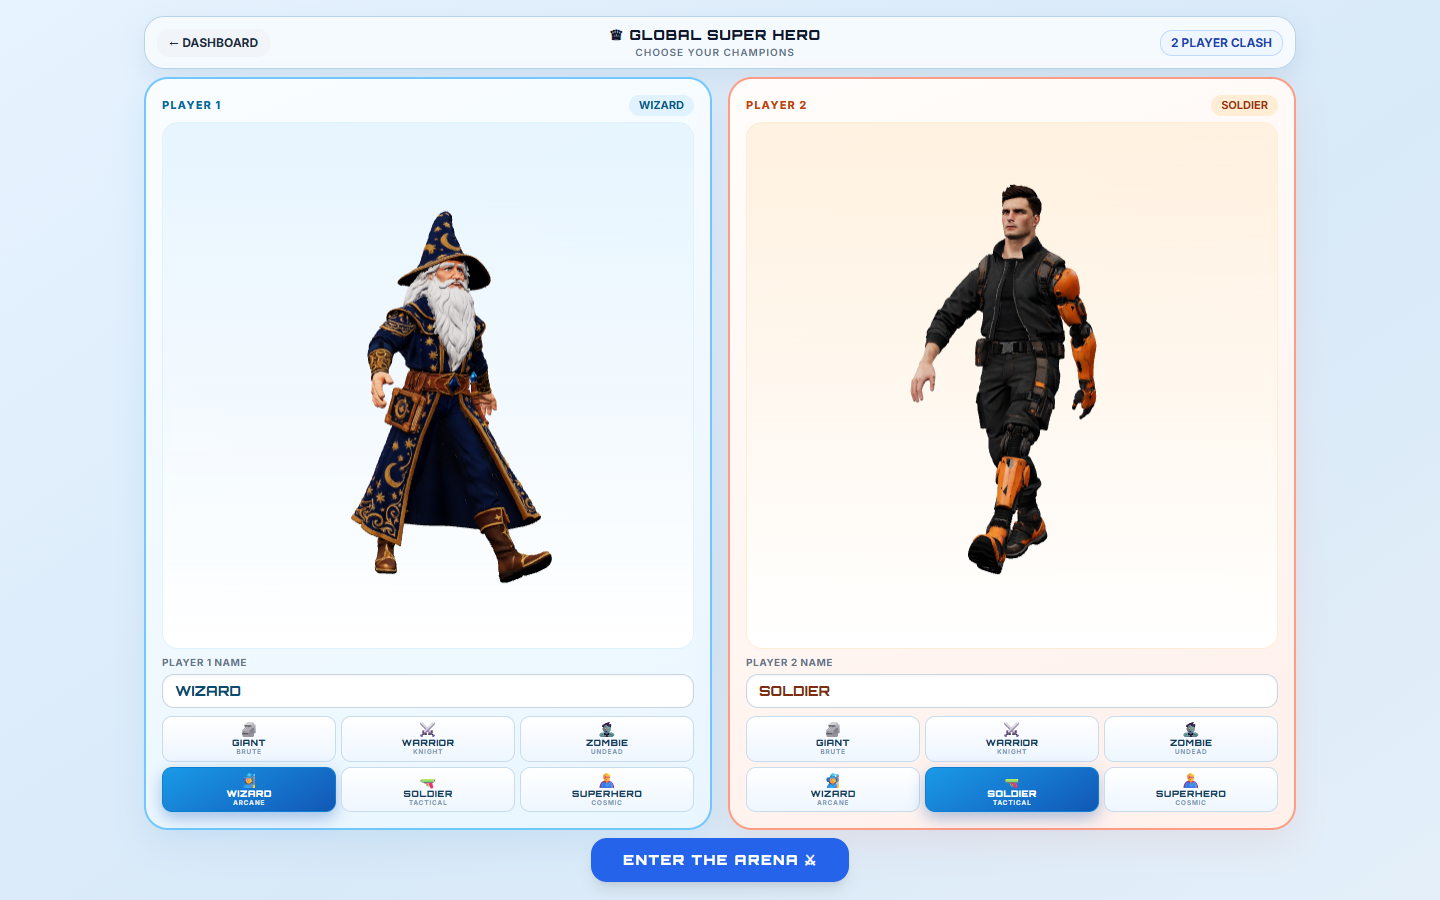 ← DASHBOARD
♛ GLOBAL SUPER HERO
CHOOSE YOUR CHAMPIONS
2 PLAYER CLASH
PLAYER 1
WIZARD
PLAYER 1 NAME
WIZARD
GIANT
BRUTE
WARRIOR
KNIGHT
ZOMBIE
UNDEAD
WIZARD
ARCANE
SOLDIER
TACTICAL
SUPERHERO
COSMIC
PLAYER 2
SOLDIER
PLAYER 2 NAME
SOLDIER
GIANT
BRUTE
WARRIOR
KNIGHT
ZOMBIE
UNDEAD
WIZARD
ARCANE
SOLDIER
TACTICAL
SUPERHERO
COSMIC
ENTER THE ARENA ⚔